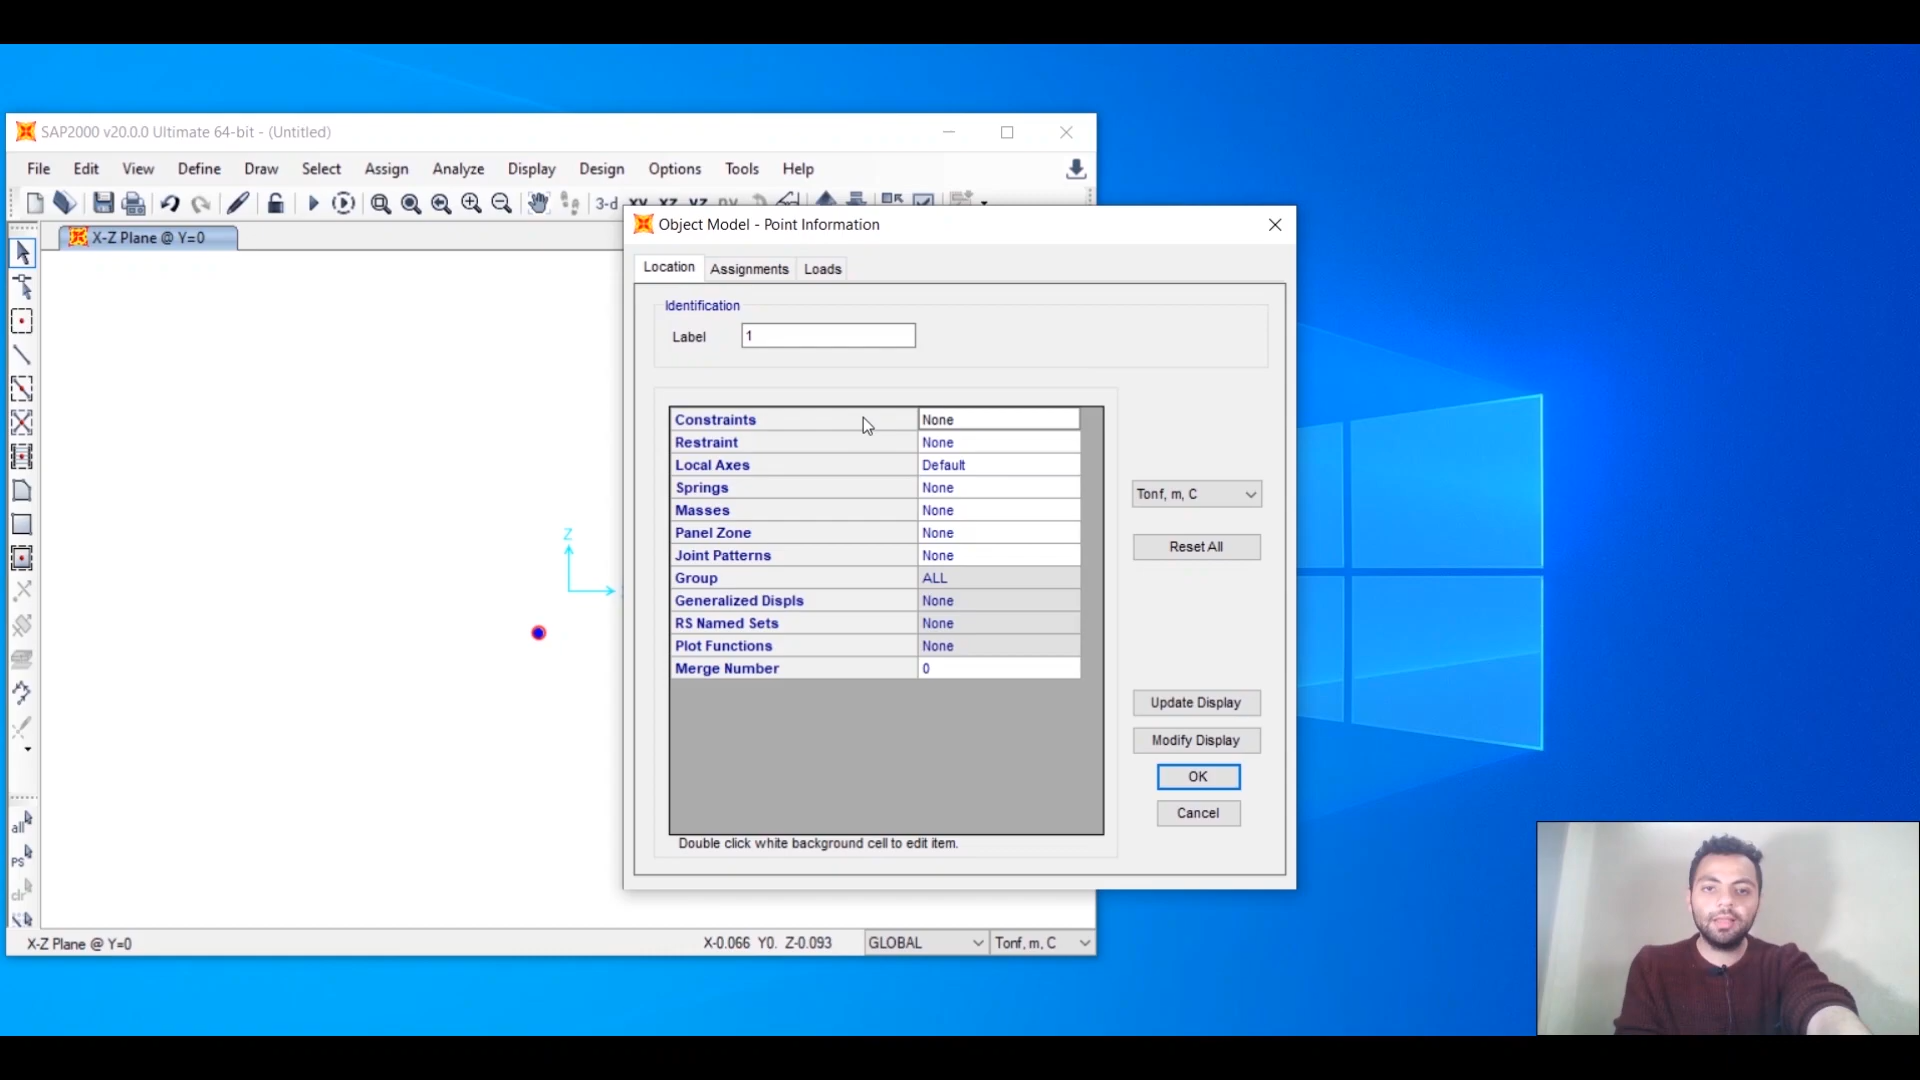 SAP2000 v20.0.0 Ultimate 64-bit - (Untitled)
File Edit View Define Draw Select Assign Analyze Display Design Options Tools Help
3-d
X-Z Plane @ Y=0
Object Model - Point Information
Location Assignments Loads
Identification
Label 1
Constraints None
Restraint None
Local Axes Default
Springs None
Masses None
Panel Zone None
Joint Patterns None
Group ALL
Generalized Displs None
RS Named Sets None
Plot Functions None
Merge Number 0
Double click white background cell to edit item.
Tonf, m, C
Reset All
Update Display
Modify Display
OK
Cancel
Z
all
PS
clr
X-Z Plane @ Y=0
X-0.066 Y0. Z-0.093
GLOBAL
Tonf, m, C